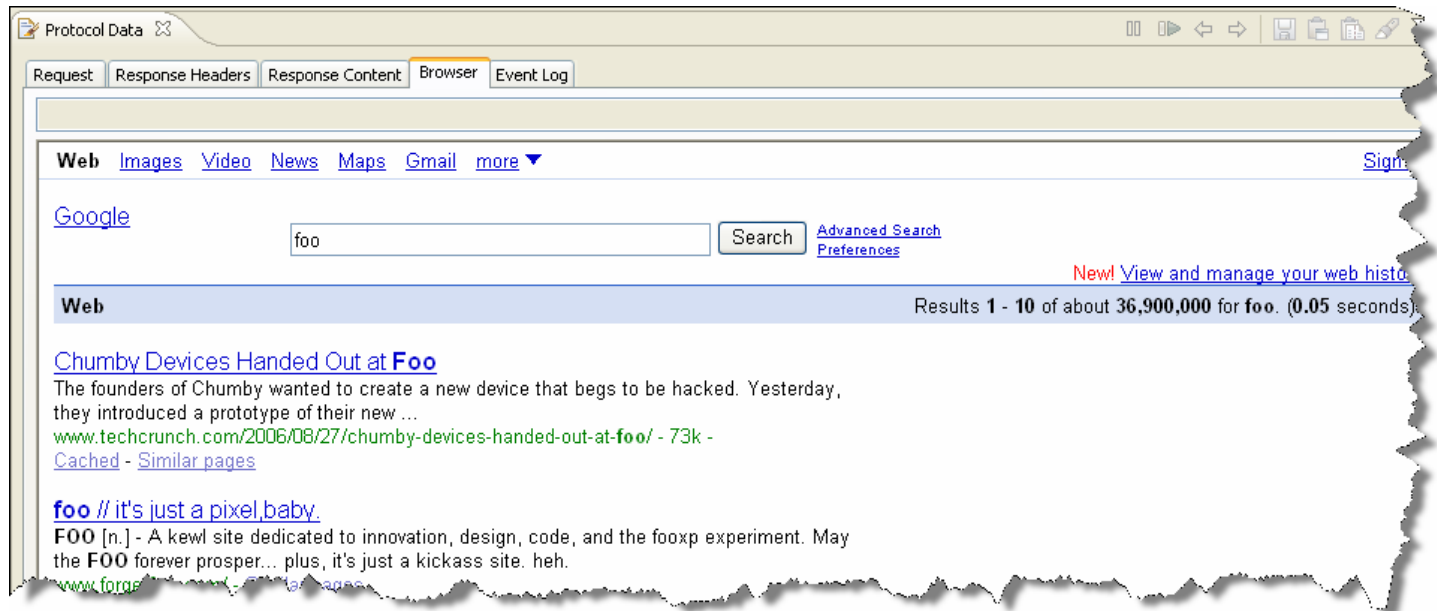 Protocol Data
Request Response Headers Response Content Browser Event Log
Web Images Video News Maps Gmail more Sign
Google
foo Search Advanced Search
Preferences
New! View and manage your web histo
Web Results 1 - 10 of about 36,900,000 for foo. (0.05 seconds)
Chumby Devices Handed Out at Foo
The founders of Chumby wanted to create a new device that begs to be hacked. Yesterday,
they introduced a prototype of their new ...
www.techcrunch.com/2006/08/27/chumby-devices-handed-out-at-foo/ - 73k -
Cached - Similar pages
foo // it's just a pixel,baby.
FOO [n.] - A kewl site dedicated to innovation, design, code, and the fooxp experiment. May
the FOO forever prosper... plus, it's just a kickass site. heh.